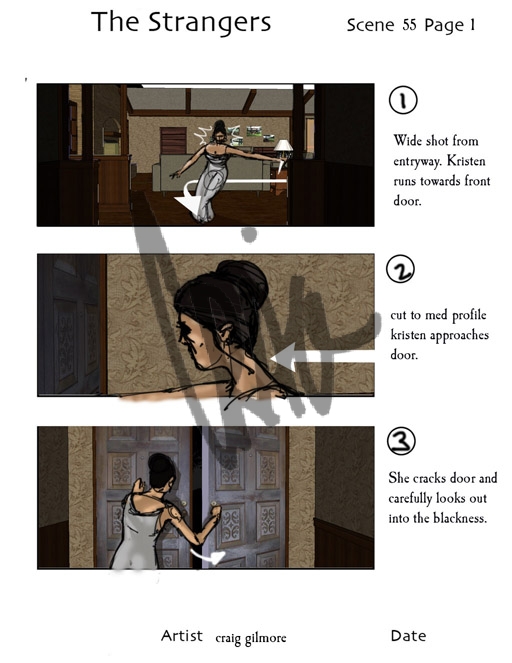 The Strangers
Scene 55 Page 1
1
Wide shot from
entryway. Kristen
runs towards front
door.
2
cut to med profile
kristen approaches
door.
3
She cracks door and
carefully looks out
into the blackness.
Artist craig gilmore
Date